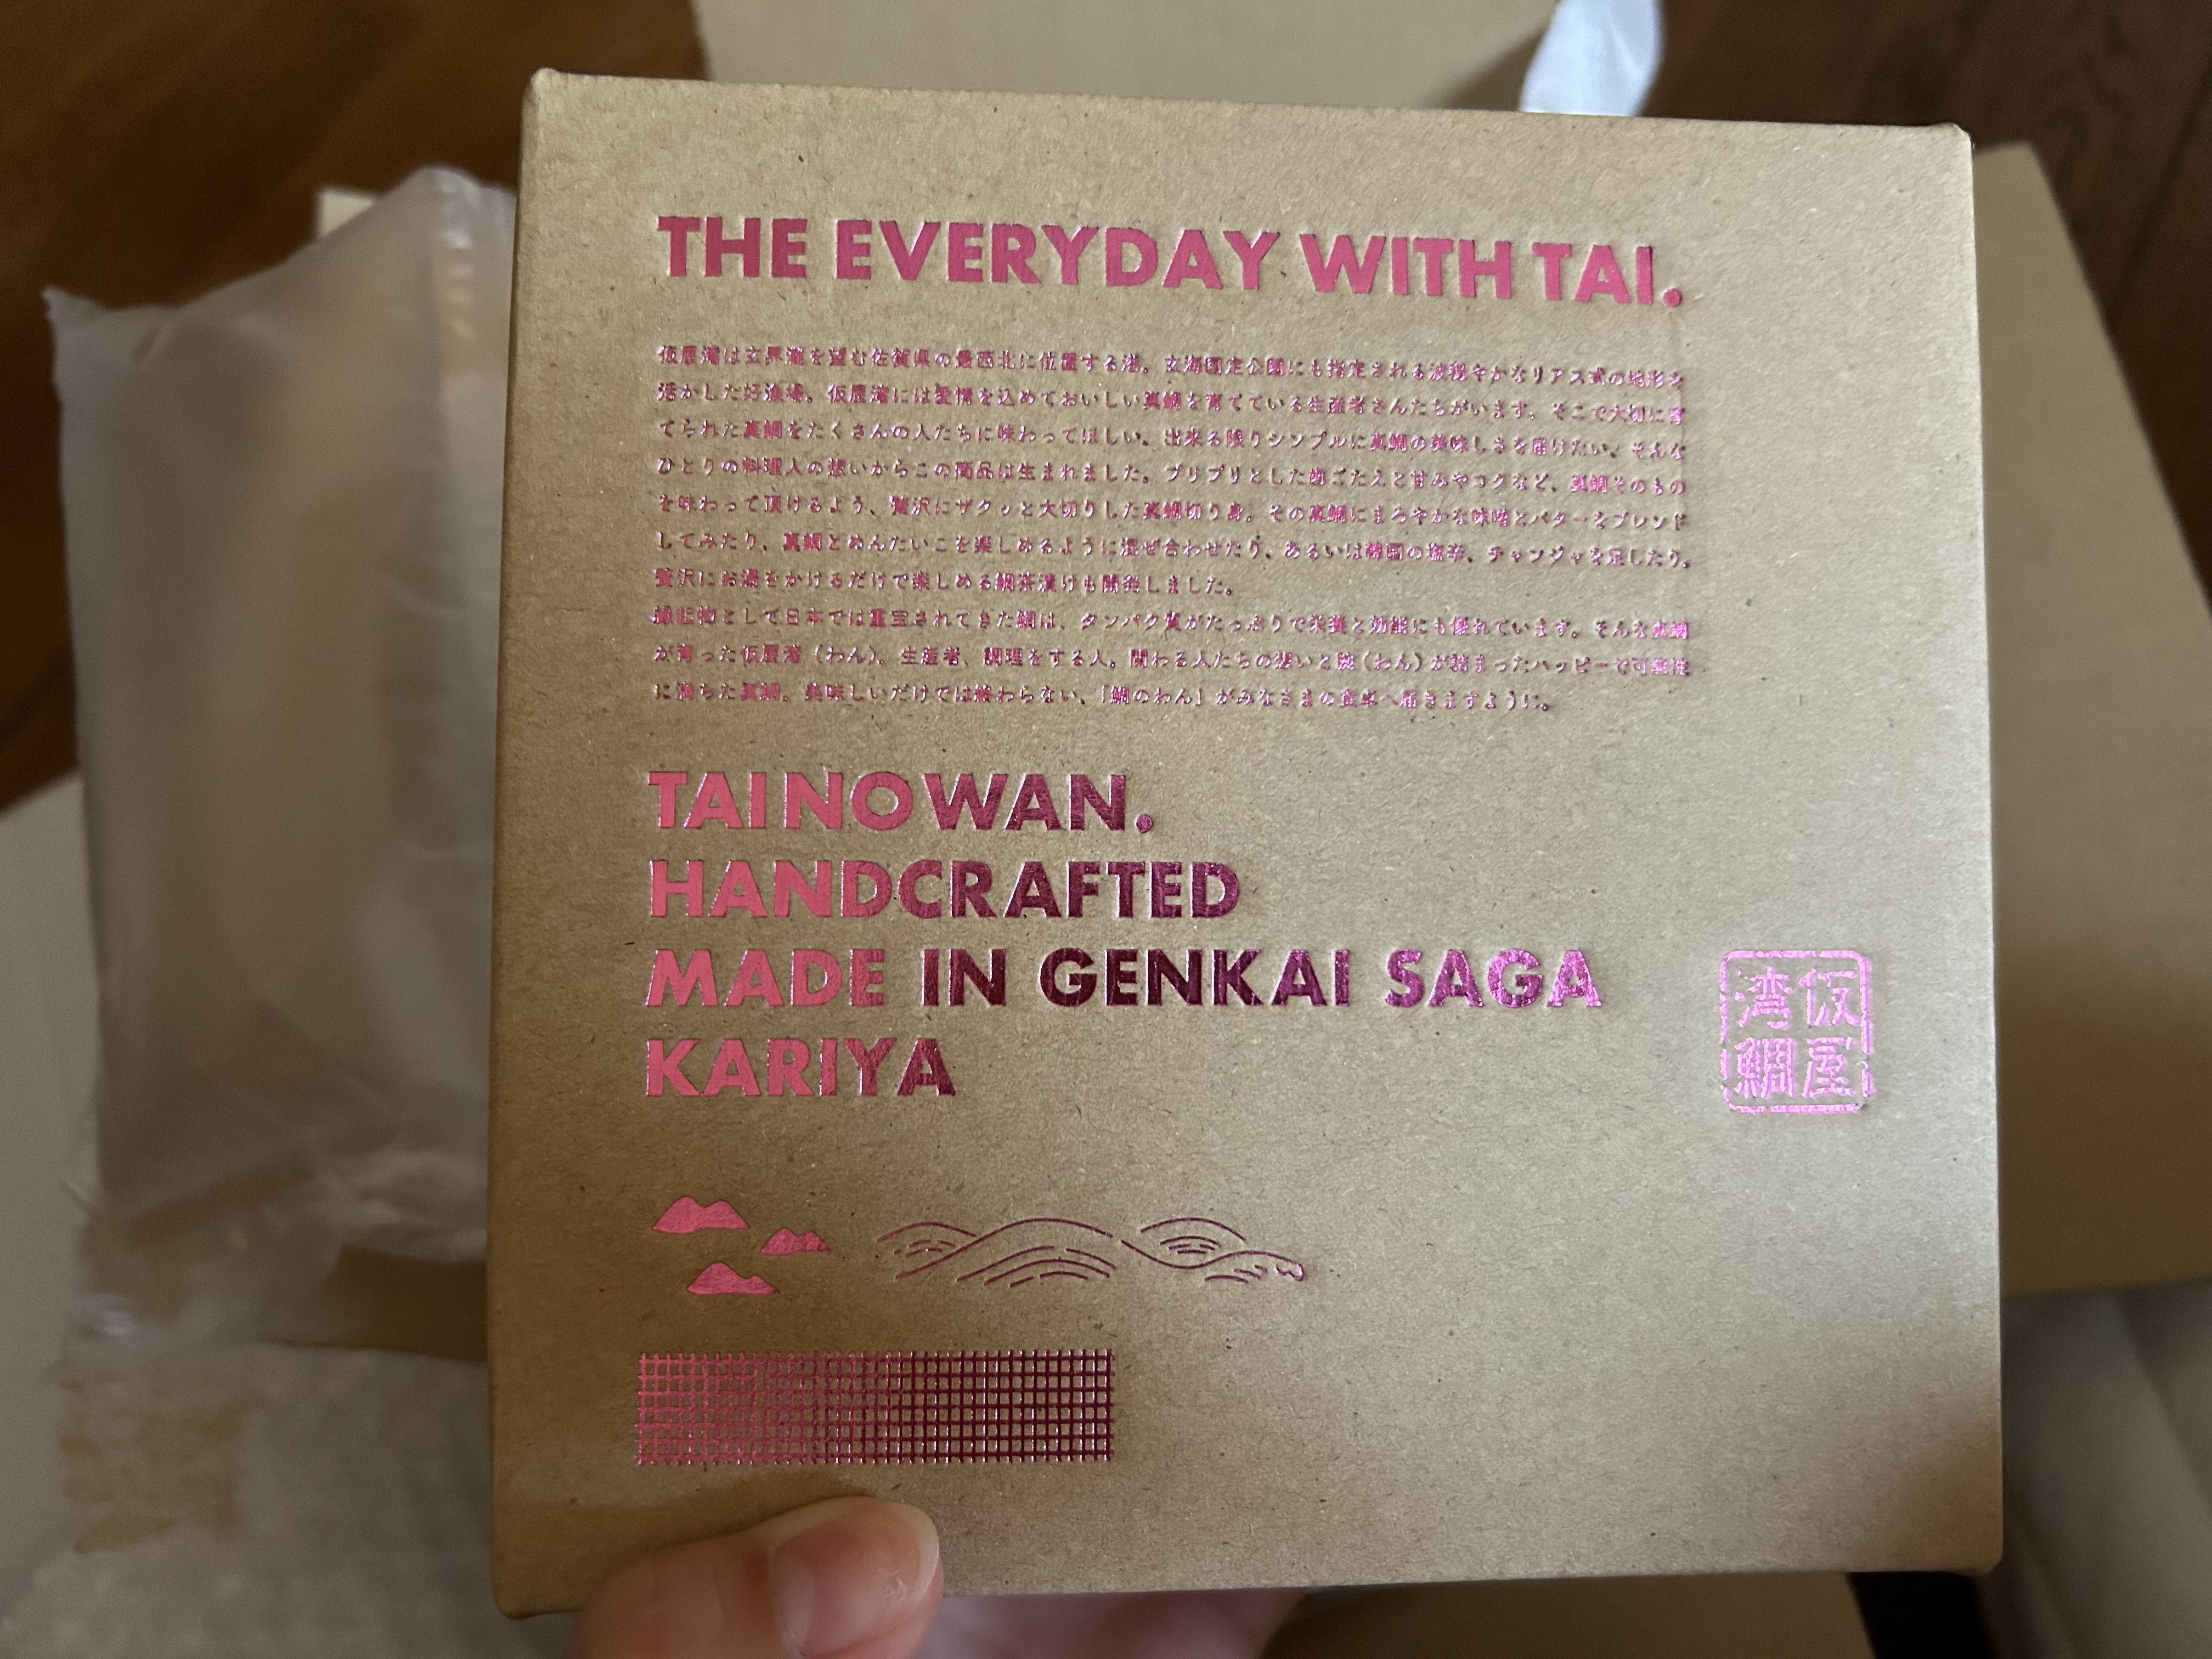 THE EVERYDAY WITH TAI.
仮屋湾は玄界灘を望む佐賀県の最西北に位置する港。玄海国定公園にも指定される波穏やかなリアス式の地形を
活かした好漁場。仮屋湾には愛情を込めておいしい真鯛を育てている生産者さんたちがいます。そこで大切に育
てられた真鯛をたくさんの人たちに味わってほしい、出来る限りシンプルに真鯛の美味しさを届けたい、そんな
ひとりの料理人の想いからこの商品は生まれました。プリプリとした歯ごたえと甘みやコクなど、真鯛そのもの
を味わって頂けるよう、贅沢にザクッと大切りした真鯛切り身。その真鯛にまろやかな味噌とバターをブレンド
してみたり、真鯛とめんたいこを楽しめるように混ぜ合わせたり、あるいは韓国の塩辛、チャンジャを足したり。
贅沢にお湯をかけるだけで楽しめる鯛茶漬けも開発しました。
縁起物として日本では重宝されてきた鯛は、タンパク質がたっぷりで栄養と効能にも優れています。そんな真鯛
が育った仮屋湾（わん）。生産者、調理をする人。関わる人たちの想いと腕（わん）が詰まったハッピーで可能性
に満ちた真鯛。美味しいだけでは終わらない、「鯛のわん」がみなさまの食卓へ届きますように。
TAI NO WAN.
HANDCRAFTED
MADE IN GENKAI SAGA
KARIYA
仮屋
湾鯛